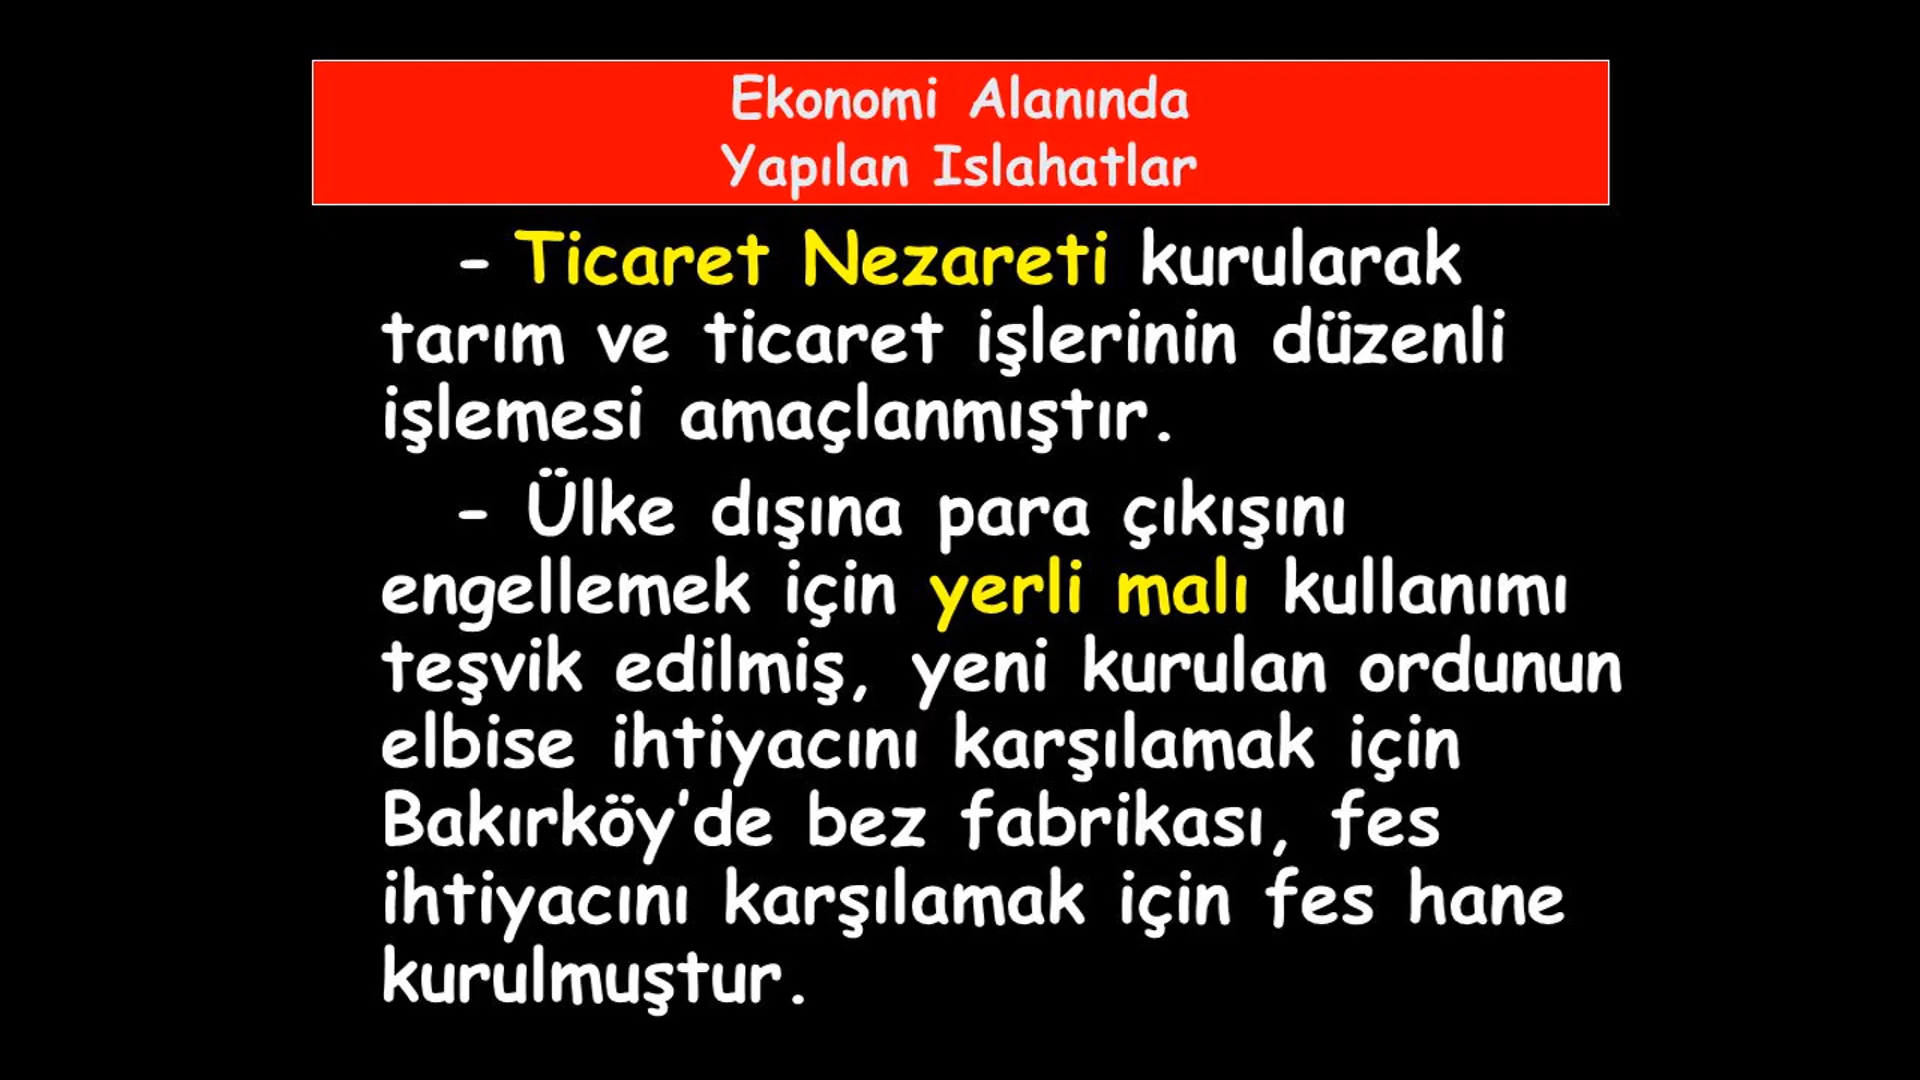 Ekonomi Alanında
Yapılan Islahatlar
- Ticaret Nezareti kurularak
tarım ve ticaret işlerinin düzenli
işlemesi amaçlanmıştır.
- Ülke dışına para çıkışını
engellemek için yerli malı kullanımı
teşvik edilmiş, yeni kurulan ordunun
elbise ihtiyacını karşılamak için
Bakırköy’de bez fabrikası, fes
ihtiyacını karşılamak için fes hane
kurulmuştur.